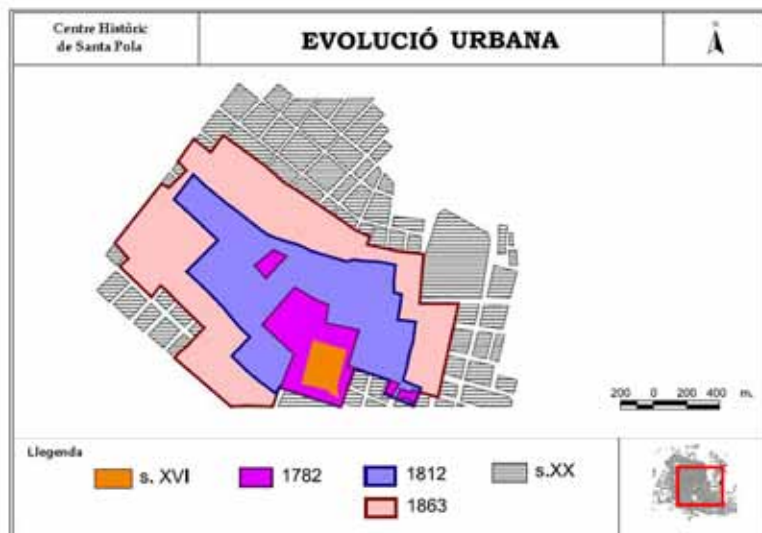 Centre Històric
de Santa Pola
EVOLUCIÓ URBANA
N
200 0 200 400 m.
Llegenda
s. XVI
1782
1812
s.XX
1863